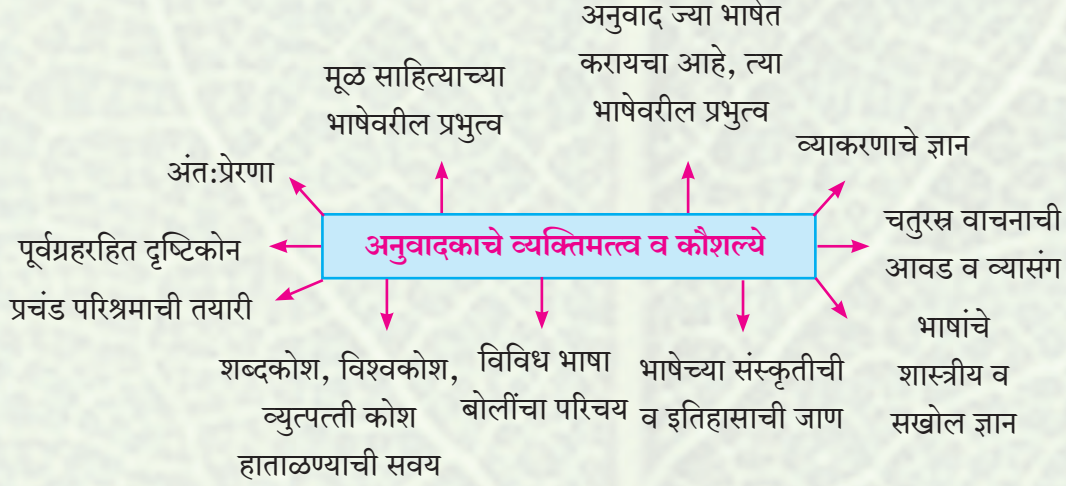 अनुवाद ज्या भाषेत
करायचा आहे, त्या
भाषेवरील प्रभुत्व
मूळ साहित्याच्या
भाषेवरील प्रभुत्व
व्याकरणाचे ज्ञान
अंत:प्रेरणा
चतुरस्र वाचनाची
आवड व व्यासंग
अनुवादकाचे व्यक्तिमत्त्व व कौशल्ये
पूर्वग्रहरहित दृष्टिकोन
प्रचंड परिश्रमाची तयारी
शब्दकोश, विश्वकोश,
व्युत्पत्ती कोश
हाताळण्याची सवय
विविध भाषा
बोलींचा परिचय
भाषेच्या संस्कृतीची
व इतिहासाची जाण
भाषांचे
शास्त्रीय व
सखोल ज्ञान